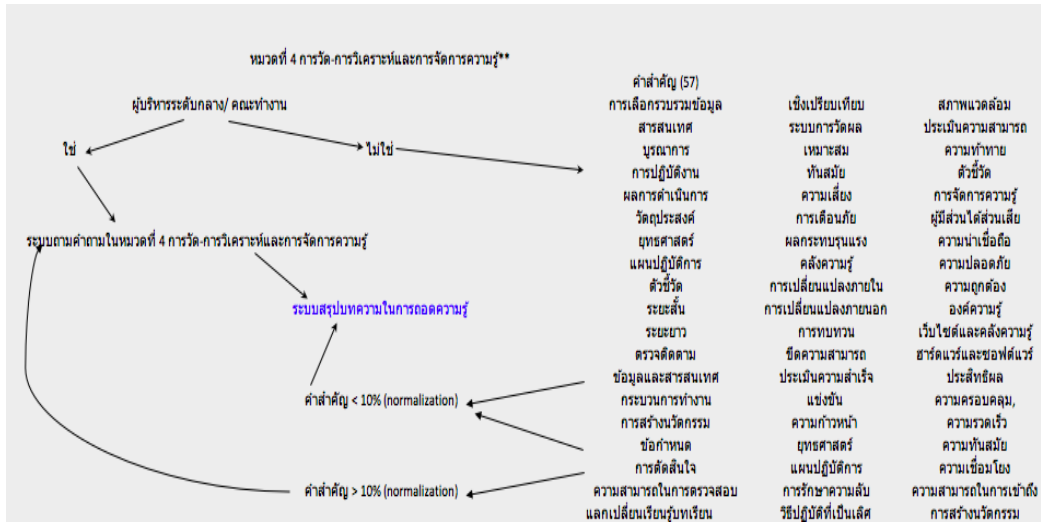 หมวดที่ 4 การวัด-การวิเคราะห์และการจัดการความรู้**
ผู้บริหารระดับกลาง/ คณะทำงาน
ใช่
ไม่ใช่
ระบบถามคำถามในหมวดที่ 4 การวัด-การวิเคราะห์และการจัดการความรู้
ระบบสรุปบทความในการถอดความรู้
คำสำคัญ < 10% (normalization)
คำสำคัญ > 10% (normalization)
คำสำคัญ (57)
การเลือกรวบรวมข้อมูล เชิงเปรียบเทียบ สภาพแวดล้อม
สารสนเทศ ระบบการวัดผล ประเมินความสามารถ
บูรณาการ เหมาะสม ความท้าทาย
การปฏิบัติงาน ทันสมัย ตัวชี้วัด
ผลการดำเนินการ ความเสี่ยง การจัดการความรู้
วัตถุประสงค์ การเตือนภัย ผู้มีส่วนได้ส่วนเสีย
ยุทธศาสตร์ ผลกระทบรุนแรง ความน่าเชื่อถือ
แผนปฏิบัติการ คลังความรู้ ความปลอดภัย
ตัวชี้วัด การเปลี่ยนแปลงภายใน ความถูกต้อง
ระยะสั้น การเปลี่ยนแปลงภายนอก องค์ความรู้
ระยะยาว การทบทวน เว็บไซต์และคลังความรู้
ตรวจติดตาม ขีดความสามารถ ฮาร์ดแวร์และซอฟต์แวร์
ข้อมูลและสารสนเทศ ประเมินความสำเร็จ ประสิทธิผล
กระบวนการทำงาน แข่งขัน ความครอบคลุม,
การสร้างนวัตกรรม ความก้าวหน้า ความรวดเร็ว
ข้อกำหนด ยุทธศาสตร์ ความทันสมัย
การตัดสินใจ แผนปฏิบัติการ ความเชื่อมโยง
ความสามารถในการตรวจสอบ การรักษาความลับ ความสามารถในการเข้าถึง
แลกเปลี่ยนเรียนรู้บทเรียน วิธีปฏิบัติที่เป็นเลิศ การสร้างนวัตกรรม